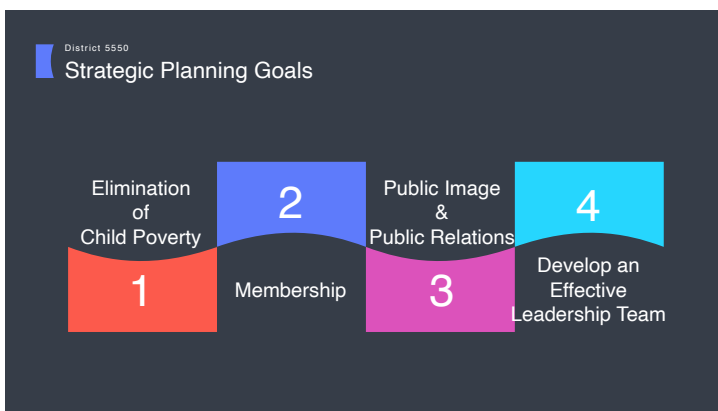 District 5550
Strategic Planning Goals
Elimination
of
Child Poverty
1
2
Membership
Public Image
&
Public Relations
3
4
Develop an
Effective
Leadership Team